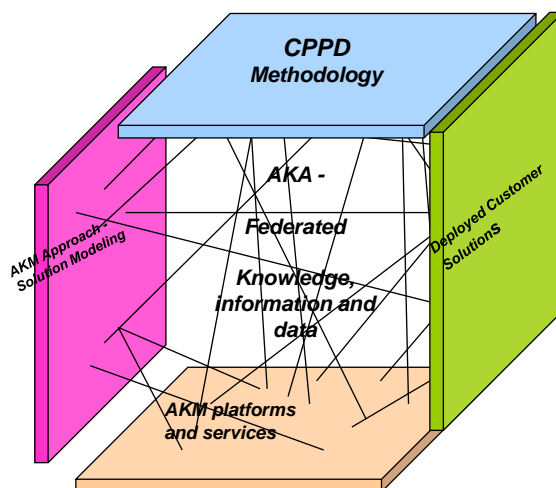 CPPD
Methodology
AKA -
Federated
Knowledge,
information and
data
AKM Approach -
Solution Modeling
Deployed Customer
Solutions
AKM platforms
and services